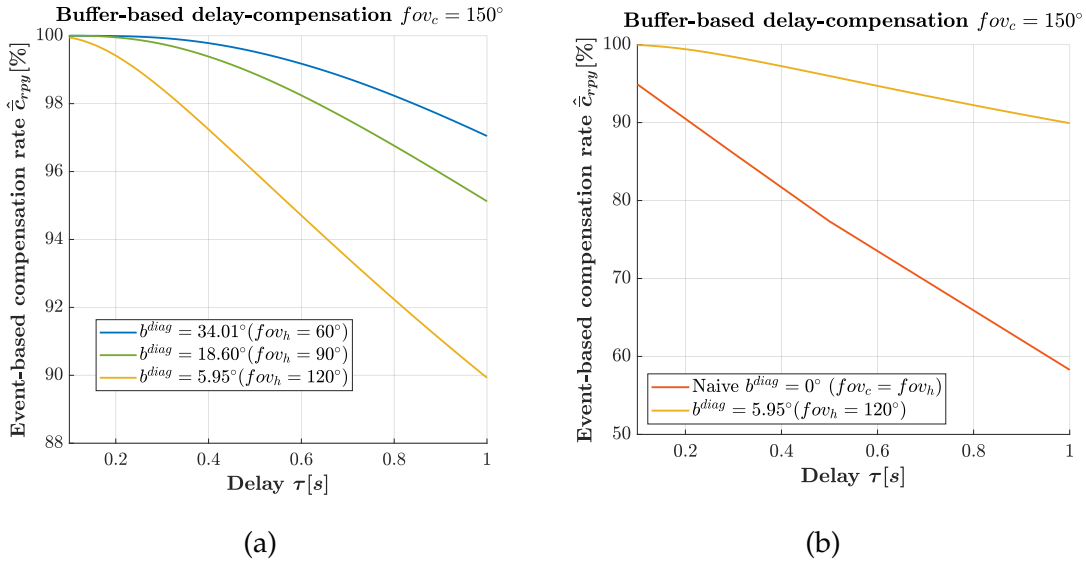 Buffer-based delay-compensation fov_c = 150°
Event-based compensation rate ĉ̄_rpy[%]
100
98
96
94
92
90
88
b^diag = 34.01°(fov_h = 60°)
b^diag = 18.60°(fov_h = 90°)
b^diag = 5.95°(fov_h = 120°)
0.2 0.4 0.6 0.8 1
Delay τ[s]
(a)
Buffer-based delay-compensation fov_c = 150°
Event-based compensation rate ĉ̄_rpy[%]
100
90
80
70
60
50
Naive b^diag = 0° (fov_c = fov_h)
b^diag = 5.95°(fov_h = 120°)
0.2 0.4 0.6 0.8 1
Delay τ[s]
(b)